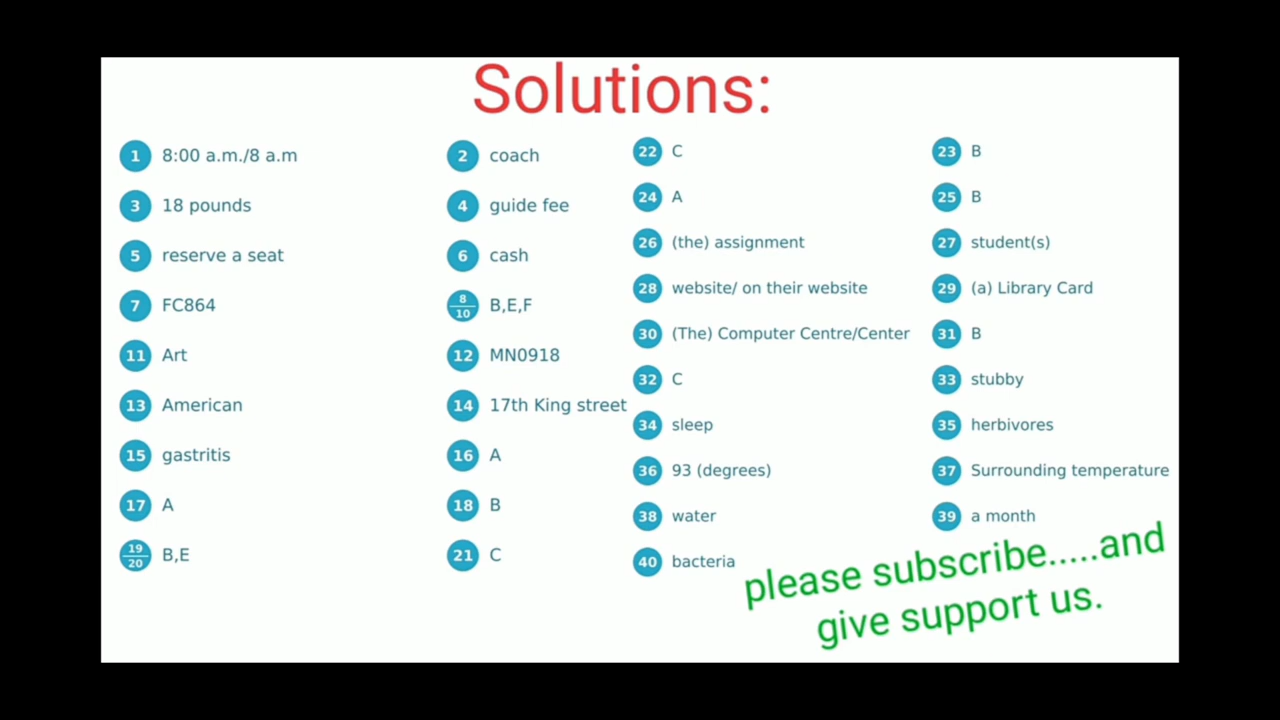 Solutions:
1 8:00 a.m./8 a.m
2 coach
3 18 pounds
4 guide fee
5 reserve a seat
6 cash
7 FC864
8/10 B,E,F
11 Art
12 MN0918
13 American
14 17th King street
15 gastritis
16 A
17 A
18 B
19/20 B,E
21 C
22 C
23 B
24 A
25 B
26 (the) assignment
27 student(s)
28 website/ on their website
29 (a) Library Card
30 (The) Computer Centre/Center
31 B
32 C
33 stubby
34 sleep
35 herbivores
36 93 (degrees)
37 Surrounding temperature
38 water
39 a month
40 bacteria
please subscribe.....and
give support us.